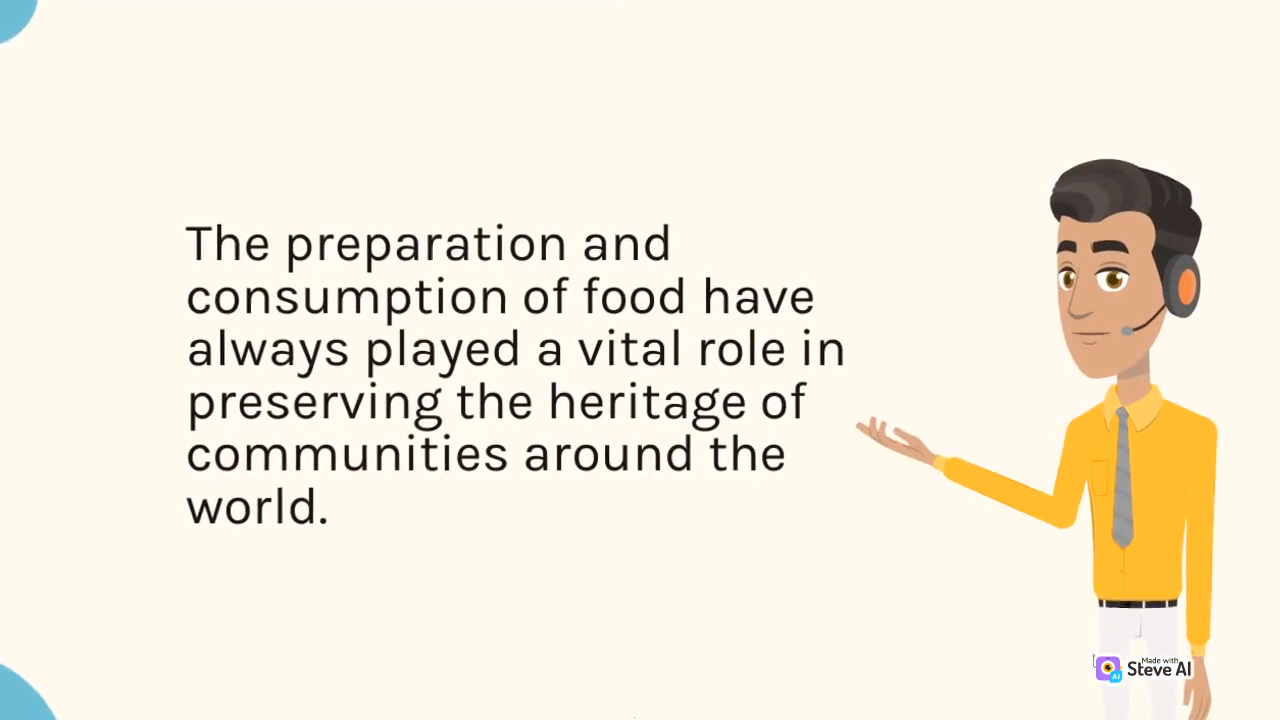 The preparation and
consumption of food have
always played a vital role in
preserving the heritage of
communities around the
world.
Made with
Steve AI
AI